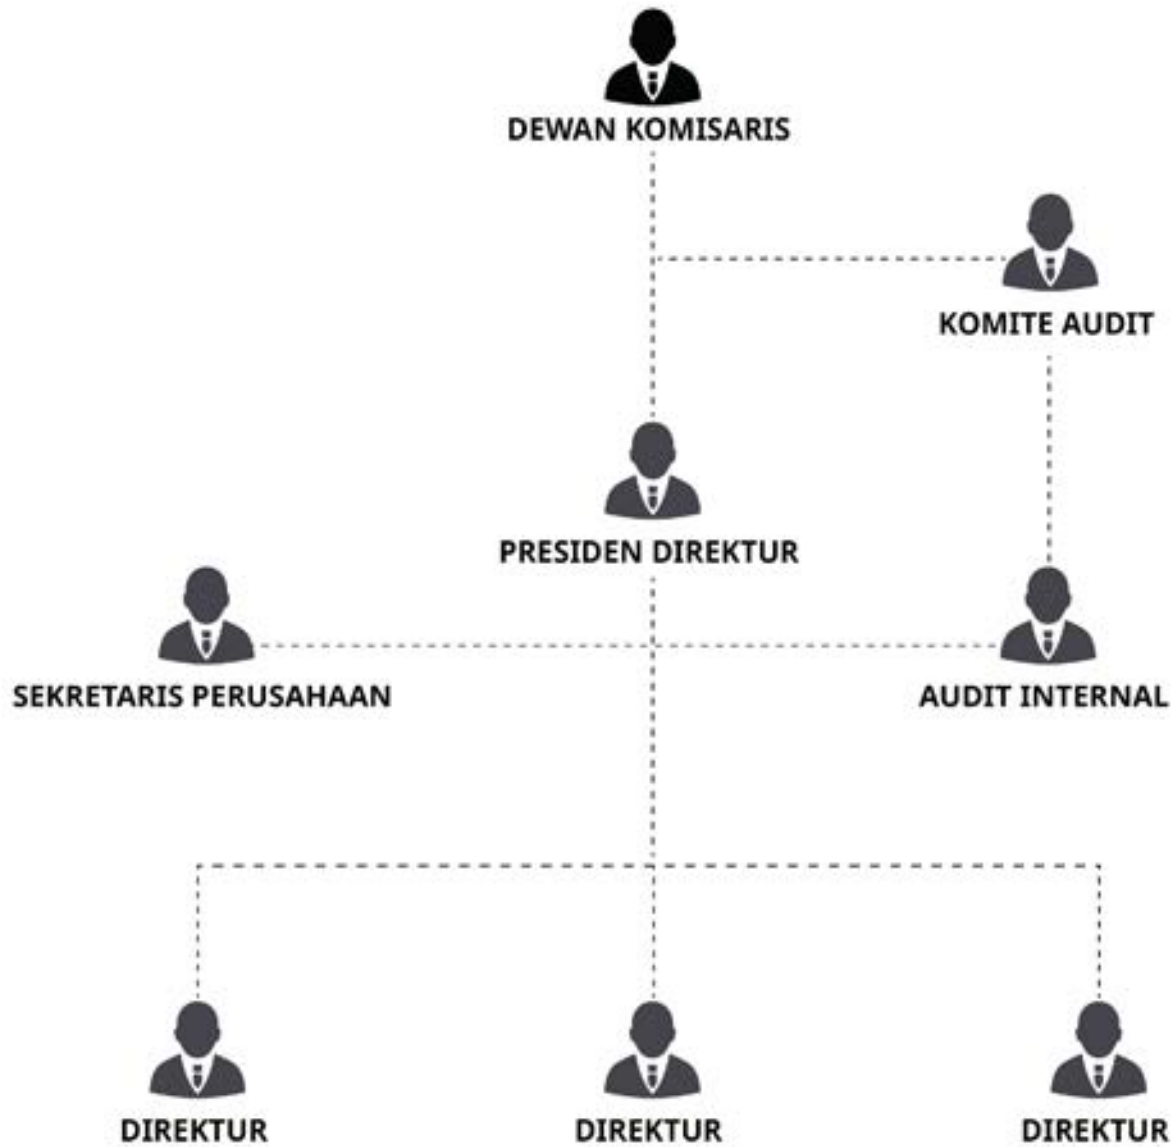 DEWAN KOMISARIS
KOMITE AUDIT
PRESIDEN DIREKTUR
SEKRETARIS PERUSAHAAN
AUDIT INTERNAL
DIREKTUR
DIREKTUR
DIREKTUR